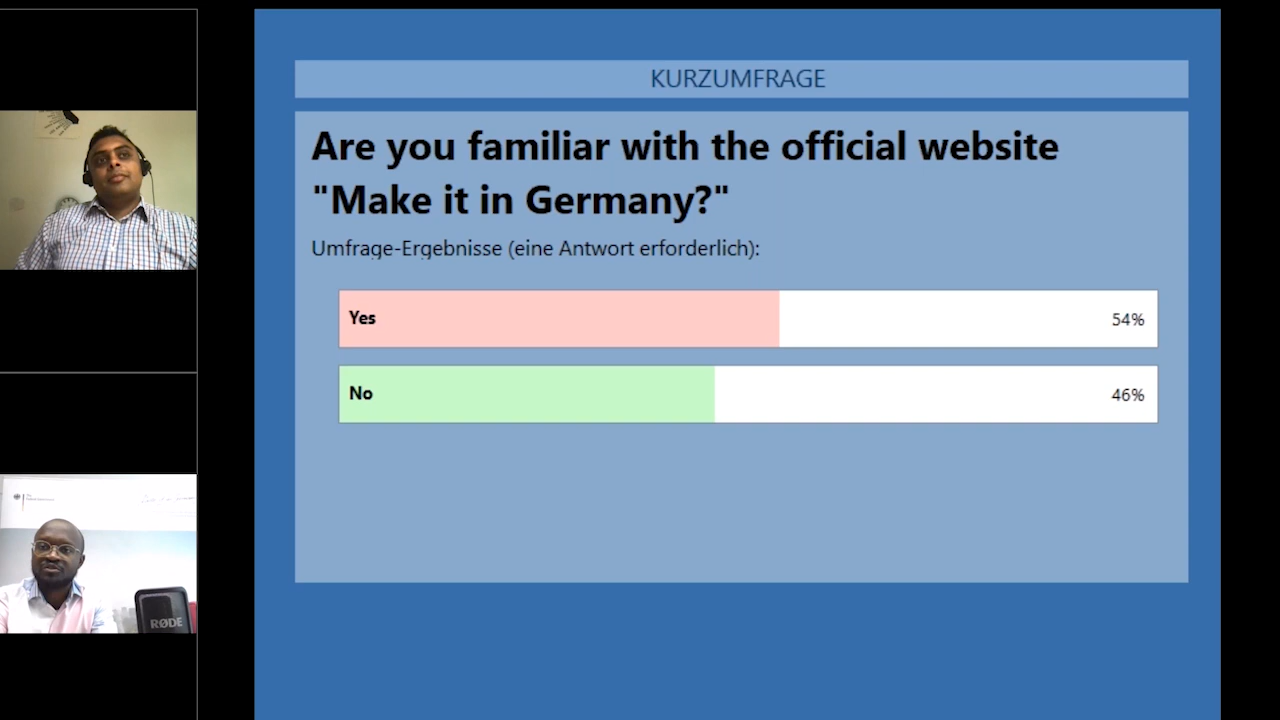 KURZUMFRAGE
Are you familiar with the official website
"Make it in Germany?"
Umfrage-Ergebnisse (eine Antwort erforderlich):
Yes
54%
No
46%
RØDE